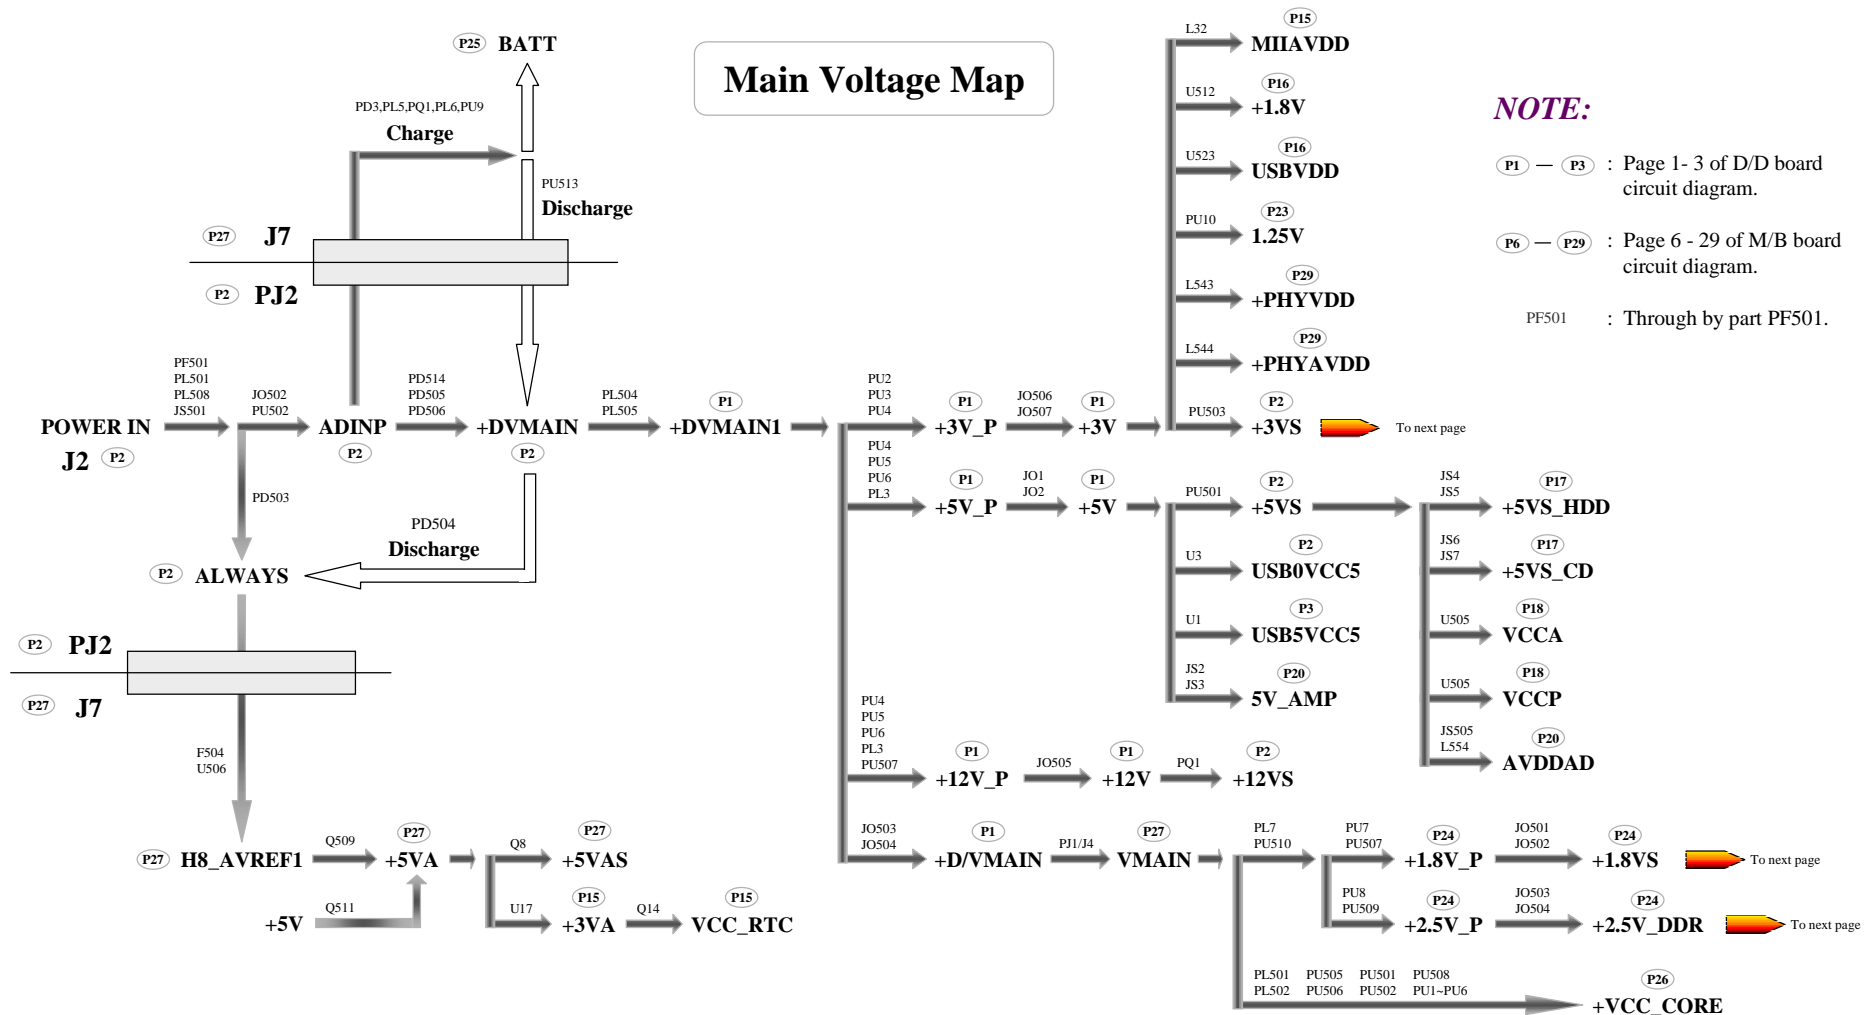 Main Voltage Map
P25 BATT
PD3,PL5,PQ1,PL6,PU9
Charge
PU513
Discharge
P27 J7
P2 PJ2
PF501
PL501
PL508
JS501
POWER IN
J2 P2
JO502
PU502
ADINP
P2
PD514
PD505
PD506
+DVMAIN
P2
PL504
PL505
P1
+DVMAIN1
PD503
PD504
Discharge
P2 ALWAYS
P2 PJ2
P27 J7
F504
U506
P27 H8_AVREF1
Q509
P27
+5VA
+5V
Q511
Q8
P27
+5VAS
U17
P15
+3VA
Q14
P15
VCC_RTC
PU2
PU3
PU4
P1
+3V_P
JO506
JO507
P1
+3V
L32
P15
MIIAVDD
U512
P16
+1.8V
U523
P16
USBVDD
PU10
P23
1.25V
L543
P29
+PHYVDD
L544
P29
+PHYAVDD
PU503
P2
+3VS
To next page
PU4
PU5
PU6
PL3
P1
+5V_P
JO1
JO2
P1
+5V
PU501
P2
+5VS
U3
P2
USB0VCC5
U1
P3
USB5VCC5
JS2
JS3
P20
5V_AMP
JS4
JS5
P17
+5VS_HDD
JS6
JS7
P17
+5VS_CD
U505
P18
VCCA
U505
P18
VCCP
JS505
L554
P20
AVDDAD
PU4
PU5
PU6
PL3
PU507
P1
+12V_P
JO505
P1
+12V
PQ1
P2
+12VS
JO503
JO504
P1
+D/VMAIN
PJ1/J4
P27
VMAIN
PL7
PU510
PU7
PU507
P24
+1.8V_P
JO501
JO502
P24
+1.8VS
To next page
PU8
PU509
P24
+2.5V_P
JO503
JO504
P24
+2.5V_DDR
To next page
PL501 PU505 PU501 PU508
PL502 PU506 PU502 PU1~PU6
P26
+VCC_CORE
NOTE:
P1 — P3 : Page 1- 3 of D/D board
circuit diagram.
P6 — P29 : Page 6 - 29 of M/B board
circuit diagram.
PF501 : Through by part PF501.